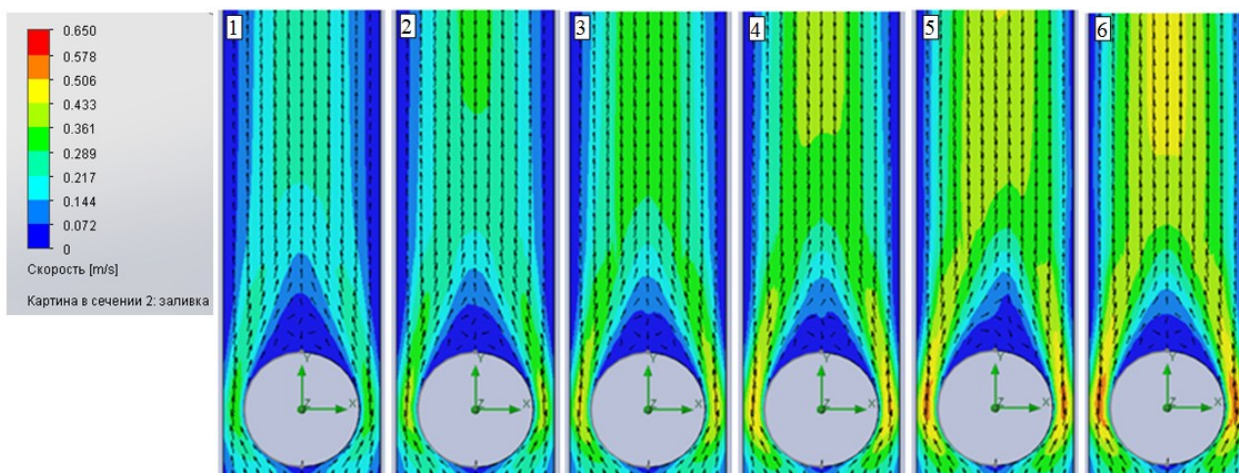 0.650
0.578
0.506
0.433
0.361
0.289
0.217
0.144
0.072
0
Скорость [m/s]
Картина в сечении 2: заливка
1
2
3
4
5
6
Y
X
Z
Y
X
Z
Y
X
Z
Y
X
Z
Y
X
Z
Y
X
Z